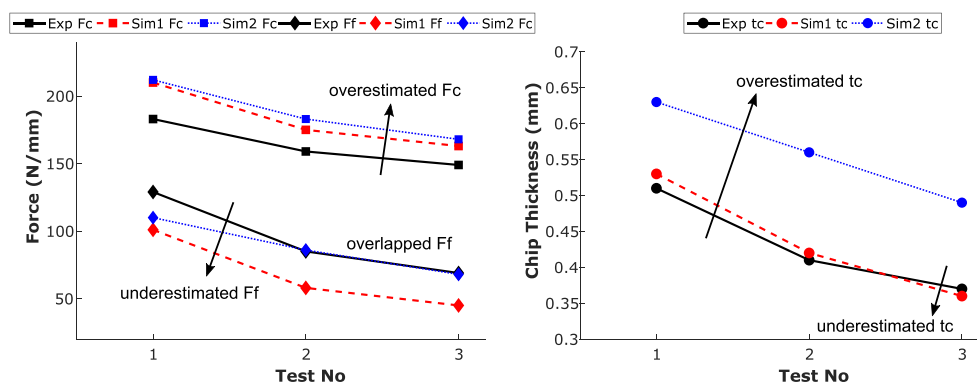 Exp Fc Sim1 Fc Sim2 Fc Exp Ff Sim1 Ff Sim2 Ff
200
150
100
50
Force (N/mm)
overestimated Fc
overlapped Ff
underestimated Ff
1 2 3
Test No
Exp tc Sim1 tc Sim2 tc
0.7
0.65
0.6
0.55
0.5
0.45
0.4
0.35
0.3
Chip Thickness (mm)
overestimated tc
underestimated tc
1 2 3
Test No